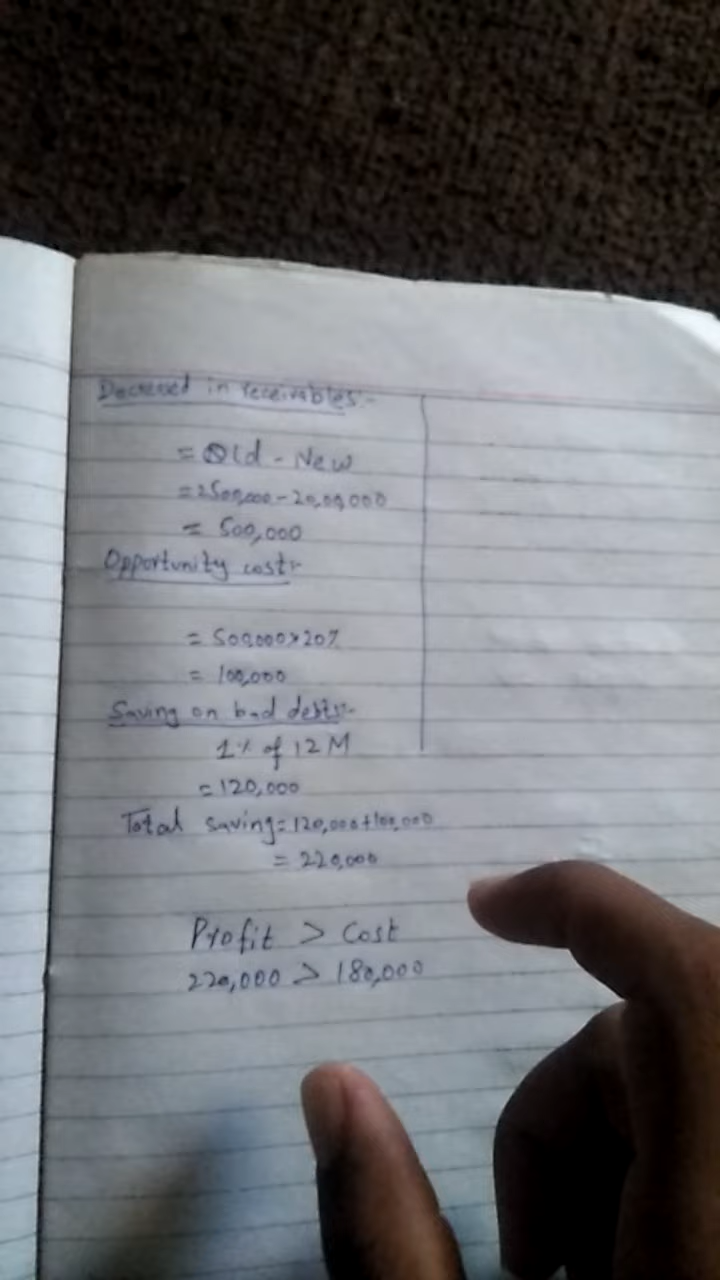 Decreased in receivables:-
= Old - New
= 2500,000 - 20,00,000
= 500,000
Opportunity cost:-
= 500,000 × 20%
= 100,000
Saving on bad debts:-
1% of 12 M
= 120,000
Total saving = 120,000 + 100,000
= 220,000
Profit > Cost
220,000 > 180,000